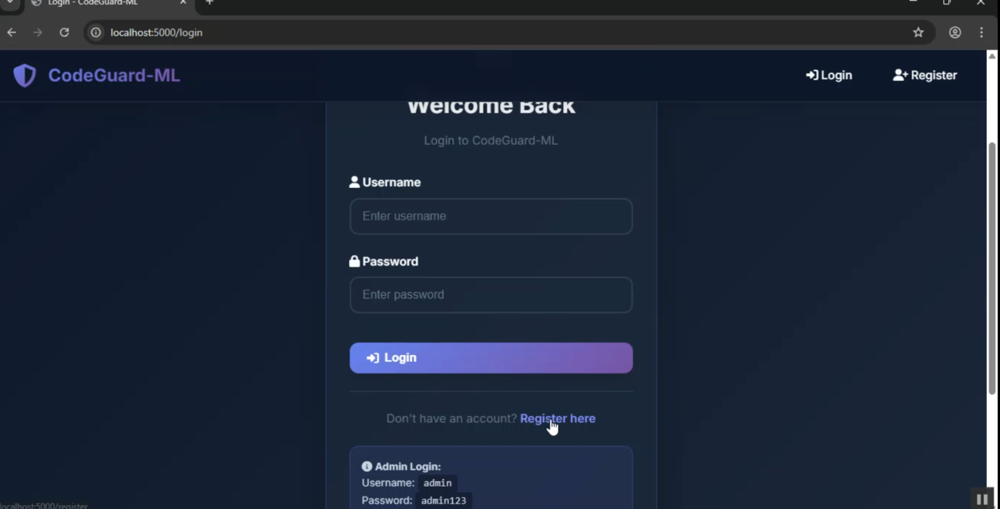 Login - CodeGuard-ML
localhost:5000/login
CodeGuard-ML
Login
Register
Welcome Back
Login to CodeGuard-ML
Username
Enter username
Password
Enter password
Login
Don't have an account? Register here
Admin Login:
Username: admin
Password: admin123
localhost:5000/register